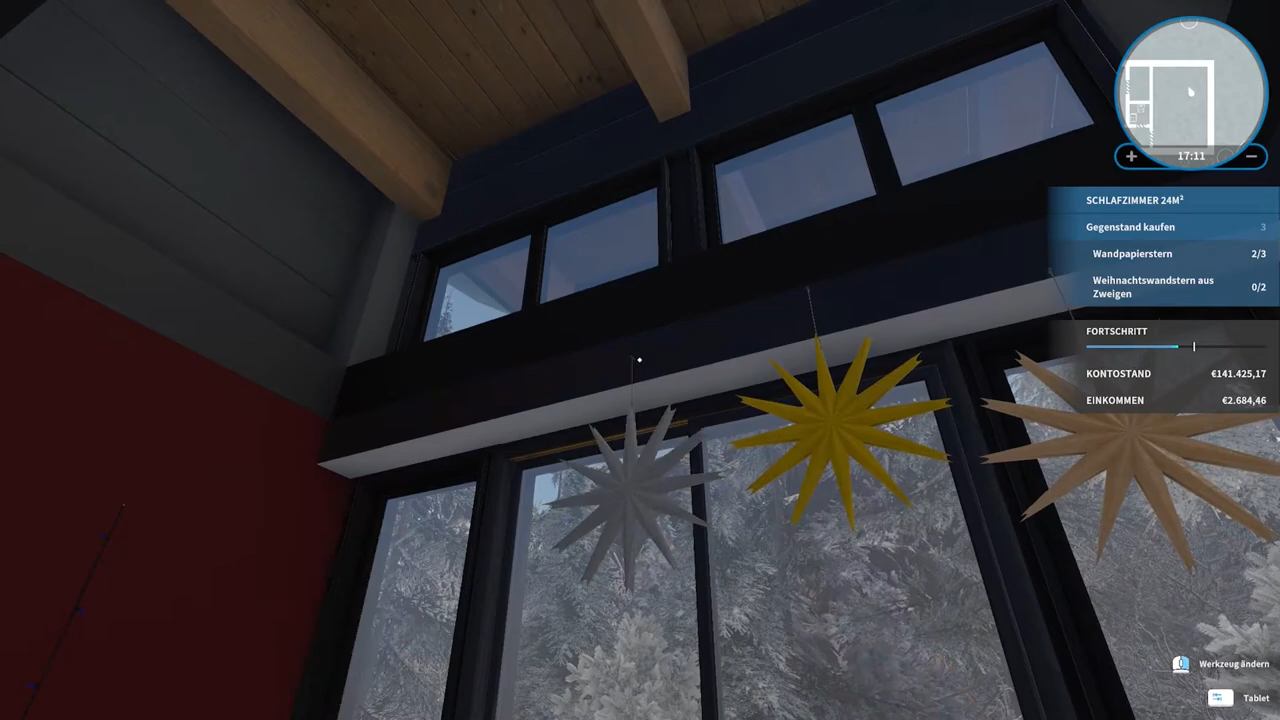 17:11
SCHLAFZIMMER 24M²
Gegenstand kaufen 3
Wandpapierstern 2/3
Weihnachtswandstern aus
Zweigen 0/2
FORTSCHRITT
KONTOSTAND €141.425,17
EINKOMMEN €2.684,46
Werkzeug ändern
Tablet